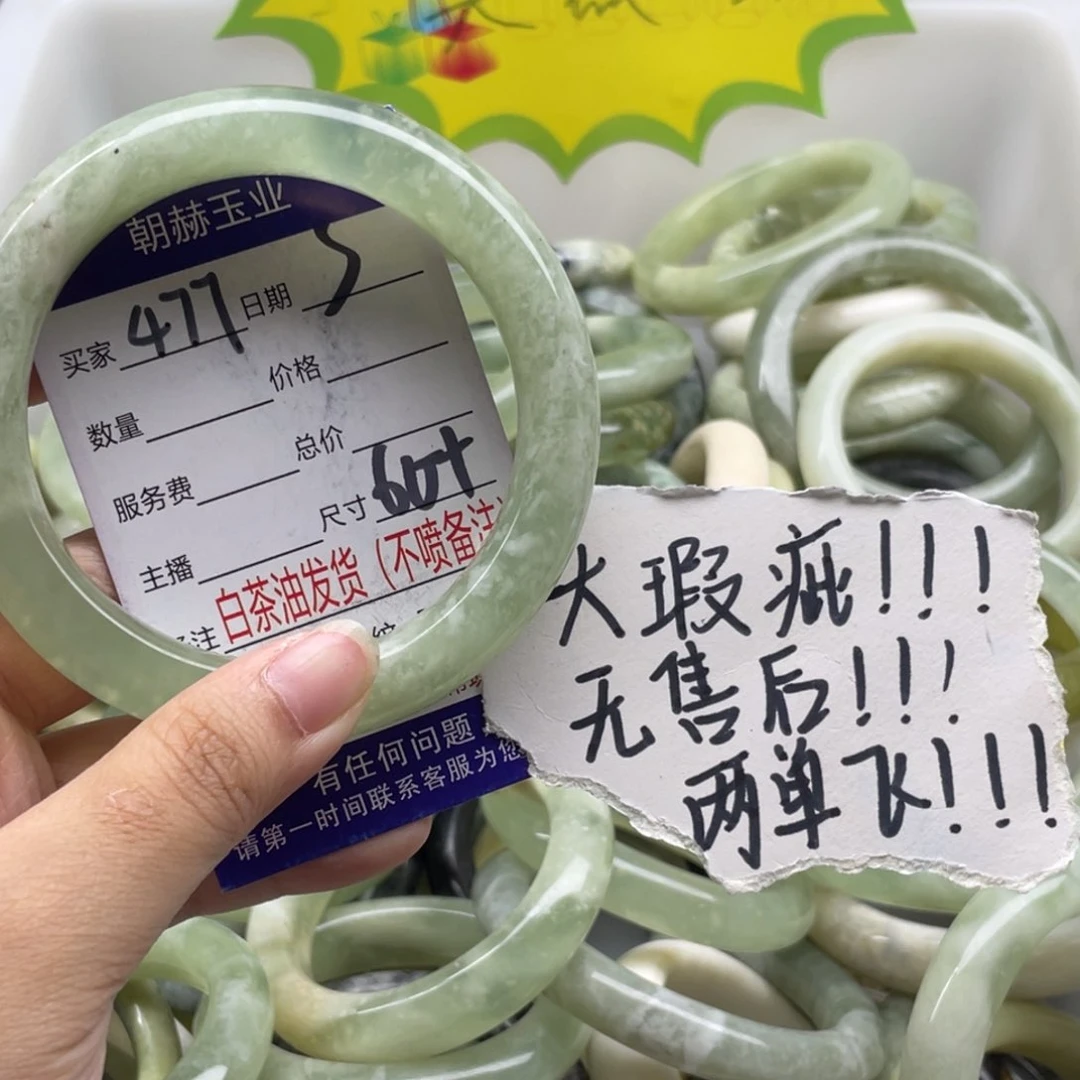 朝赫玉业
买家 477 日期 5
数量 价格
服务费 总价
主播 尺寸 60+
注 白茶油发货（不喷备注
有任何问题
请第一时间联系客服为您
大瑕疵!!!
无售后!!!
两单飞!!!